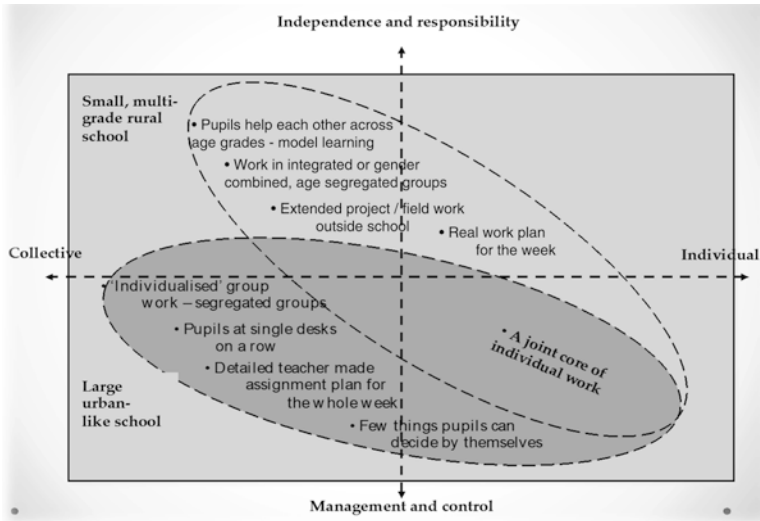 Independence and responsibility
Small, multi-
grade rural
school
• Pupils help each other across
age grades - model learning
• Work in integrated or gender
combined, age segregated groups
• Extended project / field work
outside school
• Real work plan
for the week
Collective
Individual
• 'Individualised' group
work – segregated groups
• Pupils at single desks
on a row
• Detailed teacher made
assignment plan for
the whole week
• A joint core of
individual work
Large
urban-
like school
• Few things pupils can
decide by themselves
Management and control